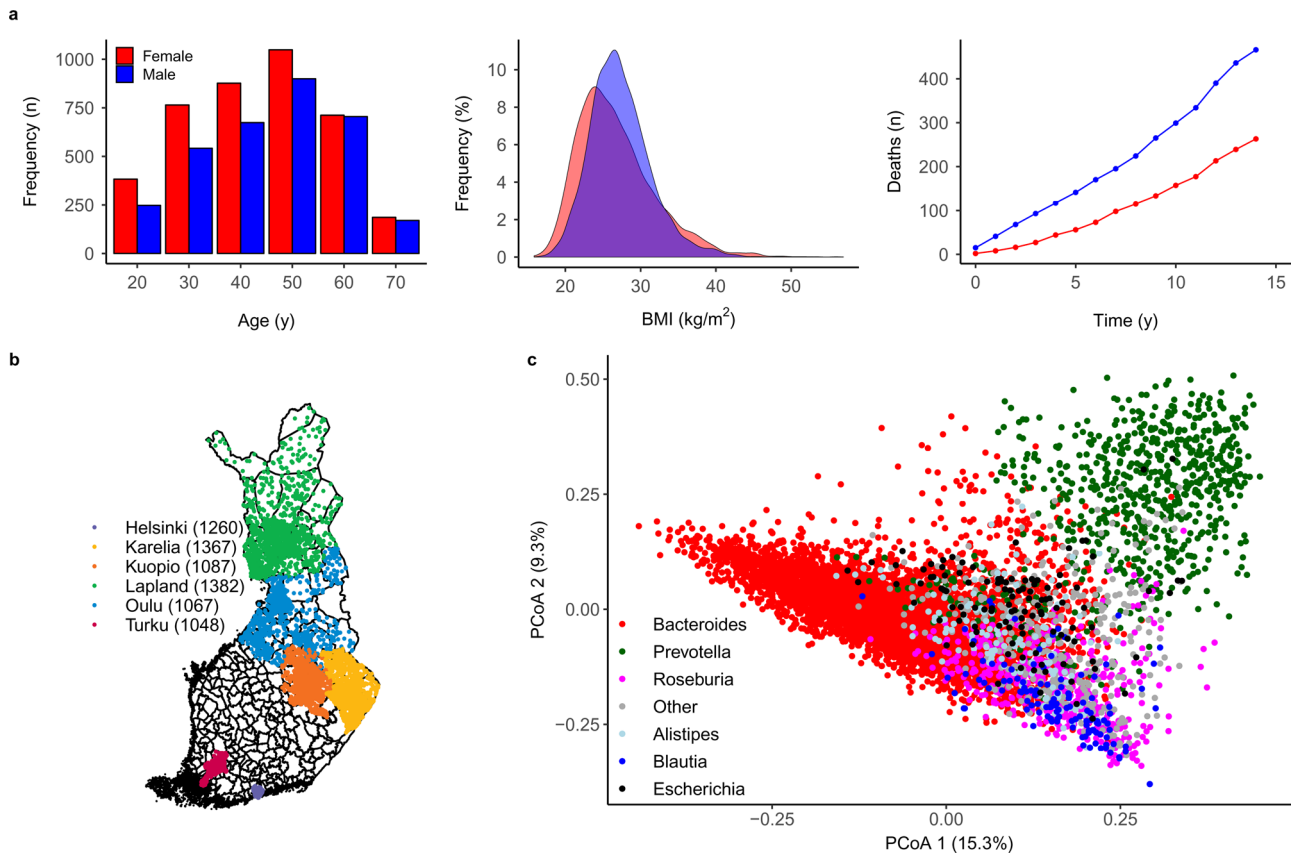 a
Frequency (n)
1000
750
500
250
0
Female
Male
20 30 40 50 60 70
Age (y)
Frequency (%)
10
8
6
4
2
0
20 30 40 50
BMI (kg/m²)
Deaths (n)
400
300
200
100
0
0 5 10 15
Time (y)
b
Helsinki (1260)
Karelia (1367)
Kuopio (1087)
Lapland (1382)
Oulu (1067)
Turku (1048)
c
PCoA 2 (9.3%)
0.50
0.25
0.00
−0.25
Bacteroides
Prevotella
Roseburia
Other
Alistipes
Blautia
Escherichia
−0.25 0.00 0.25
PCoA 1 (15.3%)